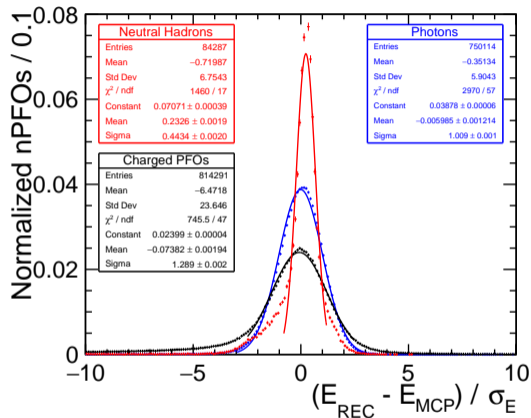 Normalized nPFOs / 0.1
0.08
0.06
0.04
0.02
0
Neutral Hadrons
Entries 84287
Mean −0.71987
Std Dev 6.7543
χ² / ndf 1460 / 17
Constant 0.07071 ± 0.00039
Mean 0.2326 ± 0.0019
Sigma 0.4434 ± 0.0020
Charged PFOs
Entries 814291
Mean −6.4718
Std Dev 23.646
χ² / ndf 745.5 / 47
Constant 0.02399 ± 0.00004
Mean −0.07382 ± 0.00194
Sigma 1.289 ± 0.002
Photons
Entries 750114
Mean −0.35134
Std Dev 5.9043
χ² / ndf 2970 / 57
Constant 0.03878 ± 0.00006
Mean −0.005985 ± 0.001214
Sigma 1.009 ± 0.001
−10 −5 0 5 10
(E_REC - E_MCP) / σ_E